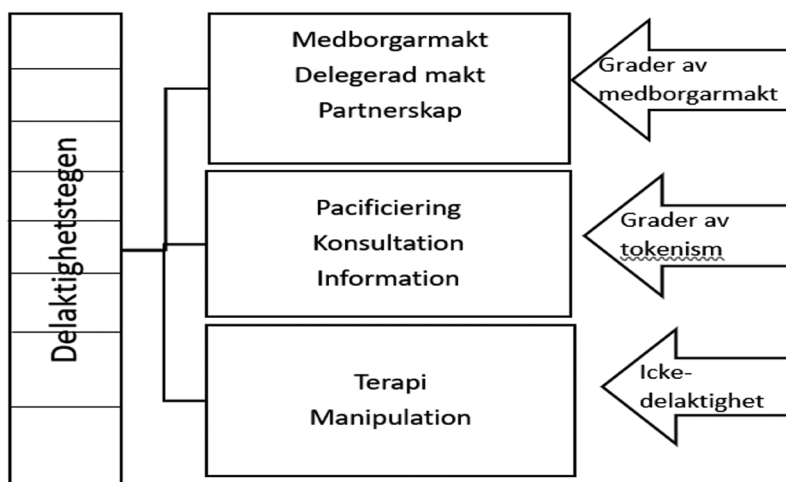 Delaktighetstegen
Medborgarmakt
Delegerad makt
Partnerskap
Grader av
medborgarmakt
Pacificiering
Konsultation
Information
Grader av
tokenism
Terapi
Manipulation
Icke-
delaktighet